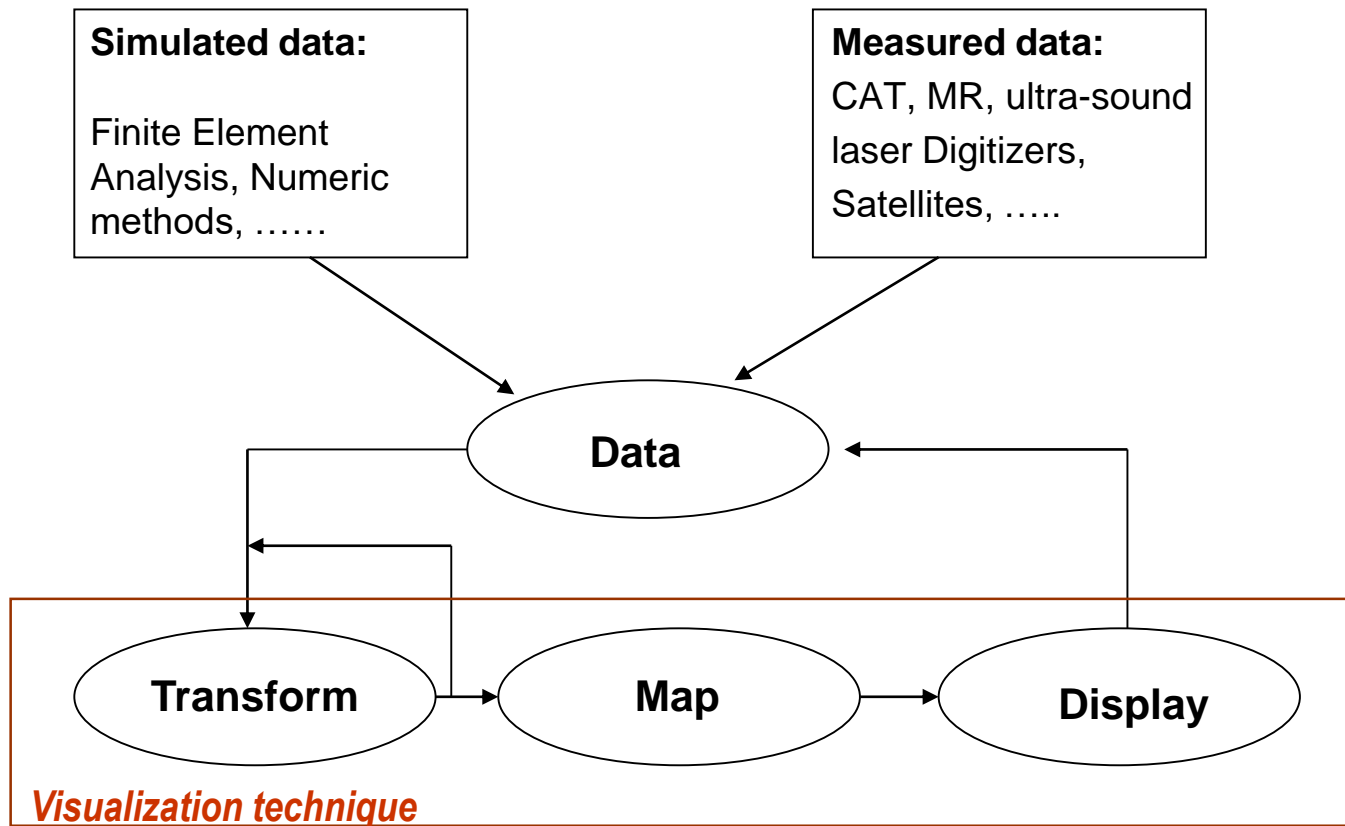 Simulated data:
Finite Element
Analysis, Numeric
methods, ……
Measured data:
CAT, MR, ultra-sound
laser Digitizers,
Satellites, …..
Data
Transform
Map
Display
Visualization technique